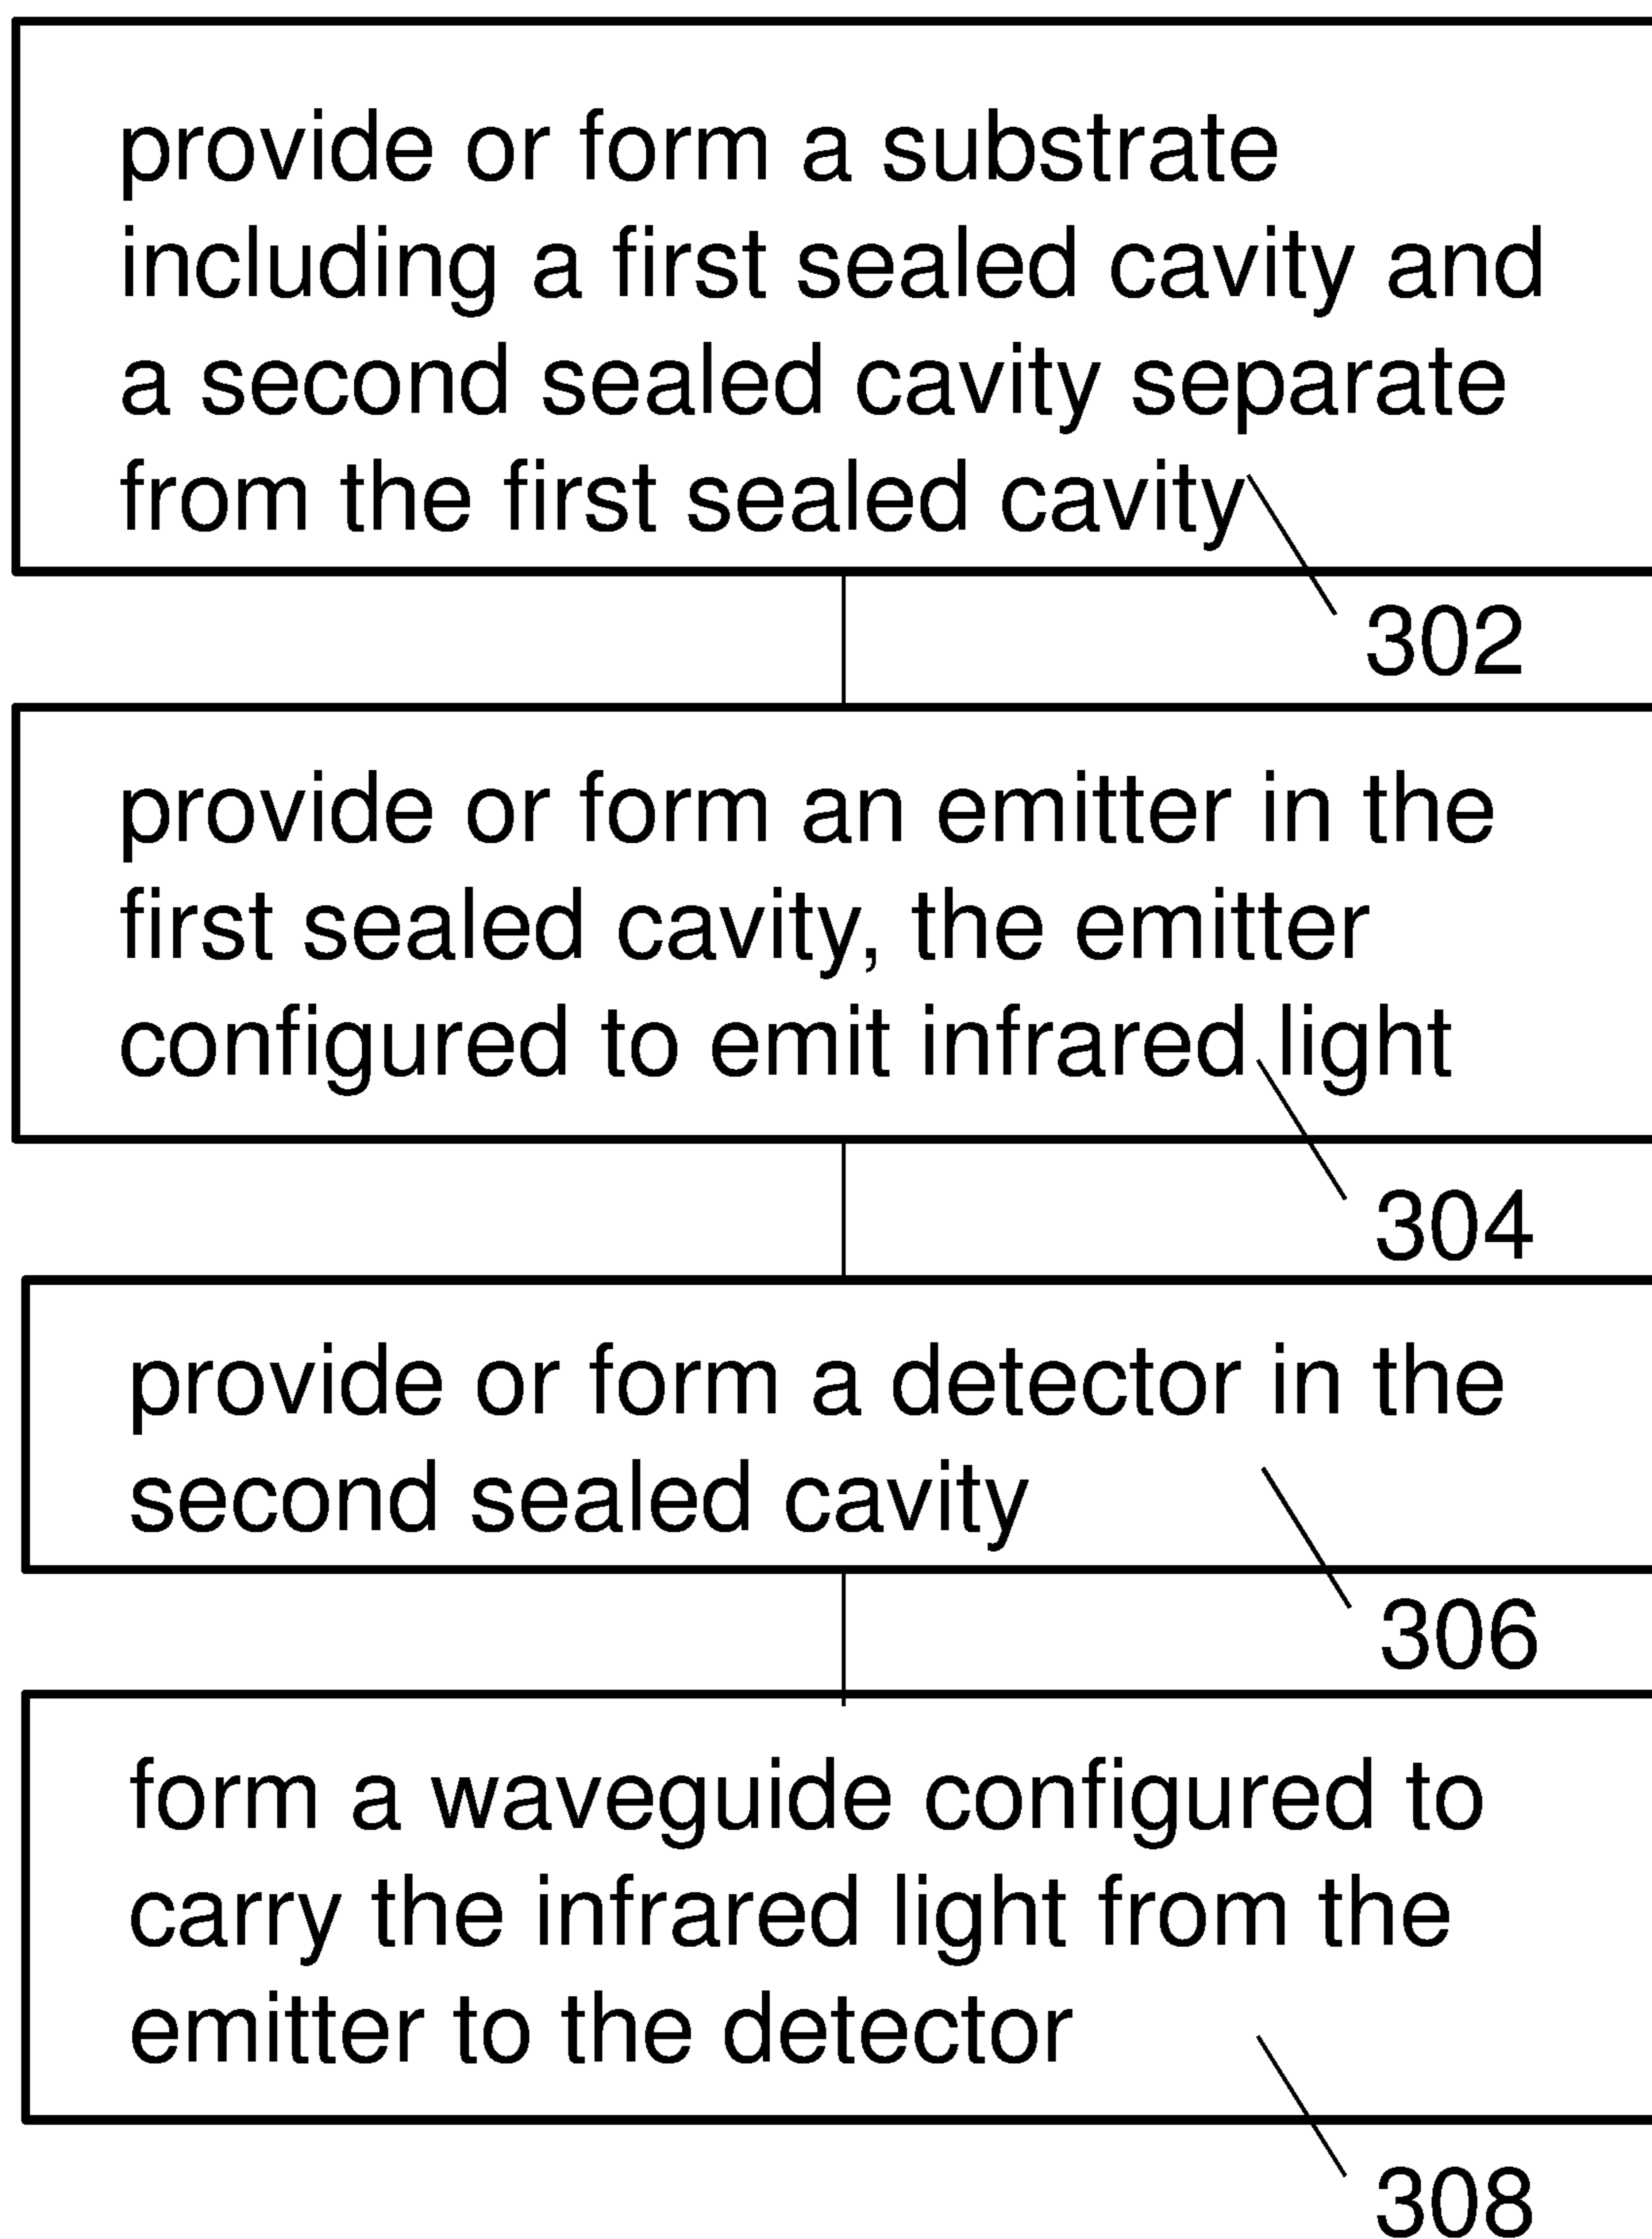 provide or form a substrate
including a first sealed cavity and
a second sealed cavity separate
from the first sealed cavity
302
provide or form an emitter in the
first sealed cavity, the emitter
configured to emit infrared light
304
provide or form a detector in the
second sealed cavity
306
form a waveguide configured to
carry the infrared light from the
emitter to the detector
308